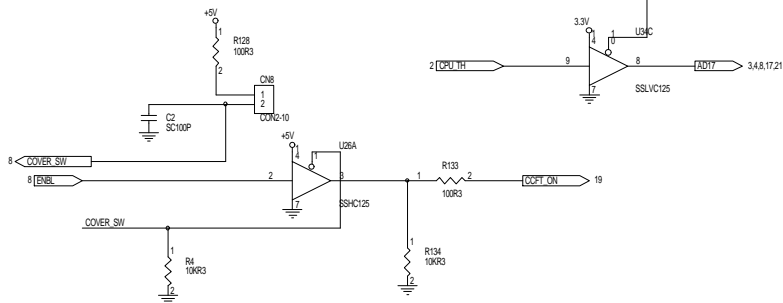 +5V
1
R128
100R3
2
CN8
1
2
CON2-10
C2
SC100P
8 COVER_SW
8 ENBL
2
+5V
1
4
1
U26A
3
7
SSHC125
COVER_SW
1
R4
10KR3
2
R133
1 2
100R3
CCFT_ON 19
1
R134
10KR3
2
3.3V
1
4
1
0
U34C
2 CPU_TH
9
8
7
SSLVC125
AD17 3,4,8,17,21